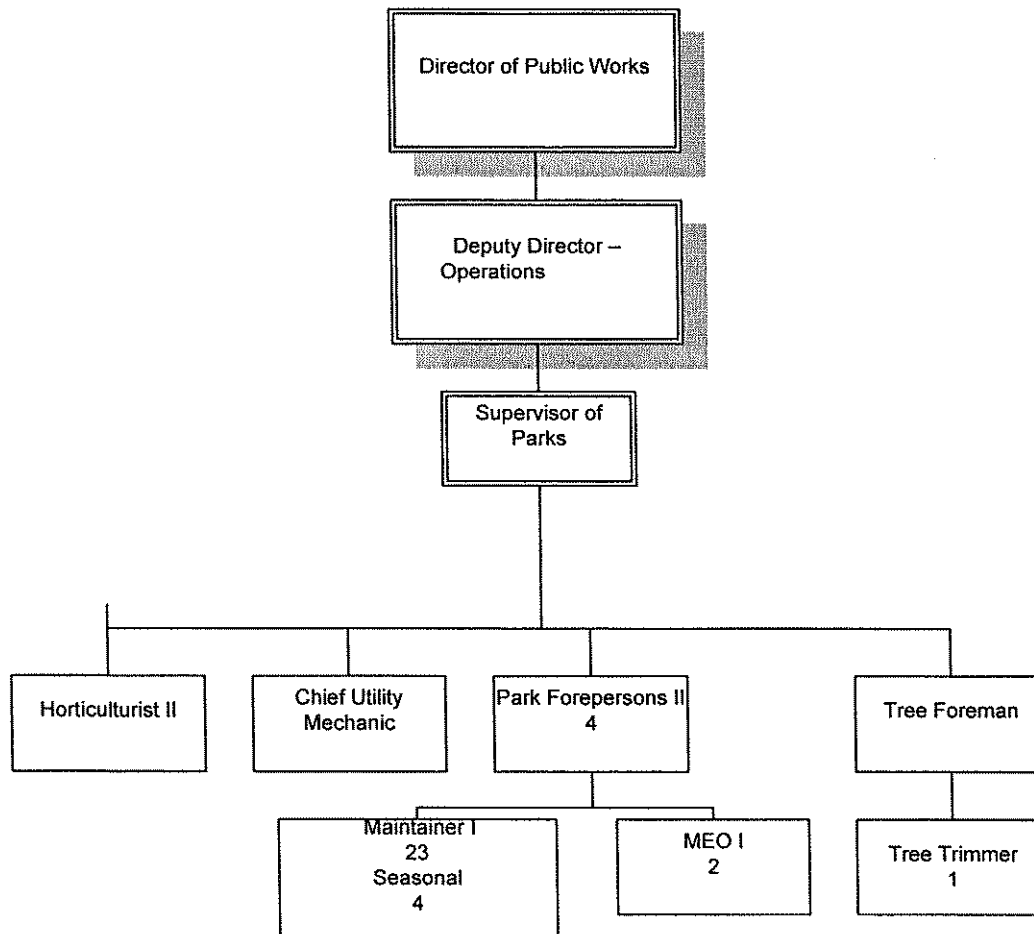 Director of Public Works
Deputy Director –
Operations
Supervisor of
Parks
Horticulturist II
Chief Utility
Mechanic
Park Forepersons II
4
Tree Foreman
Maintainer I
23
Seasonal
4
MEO I
2
Tree Trimmer
1